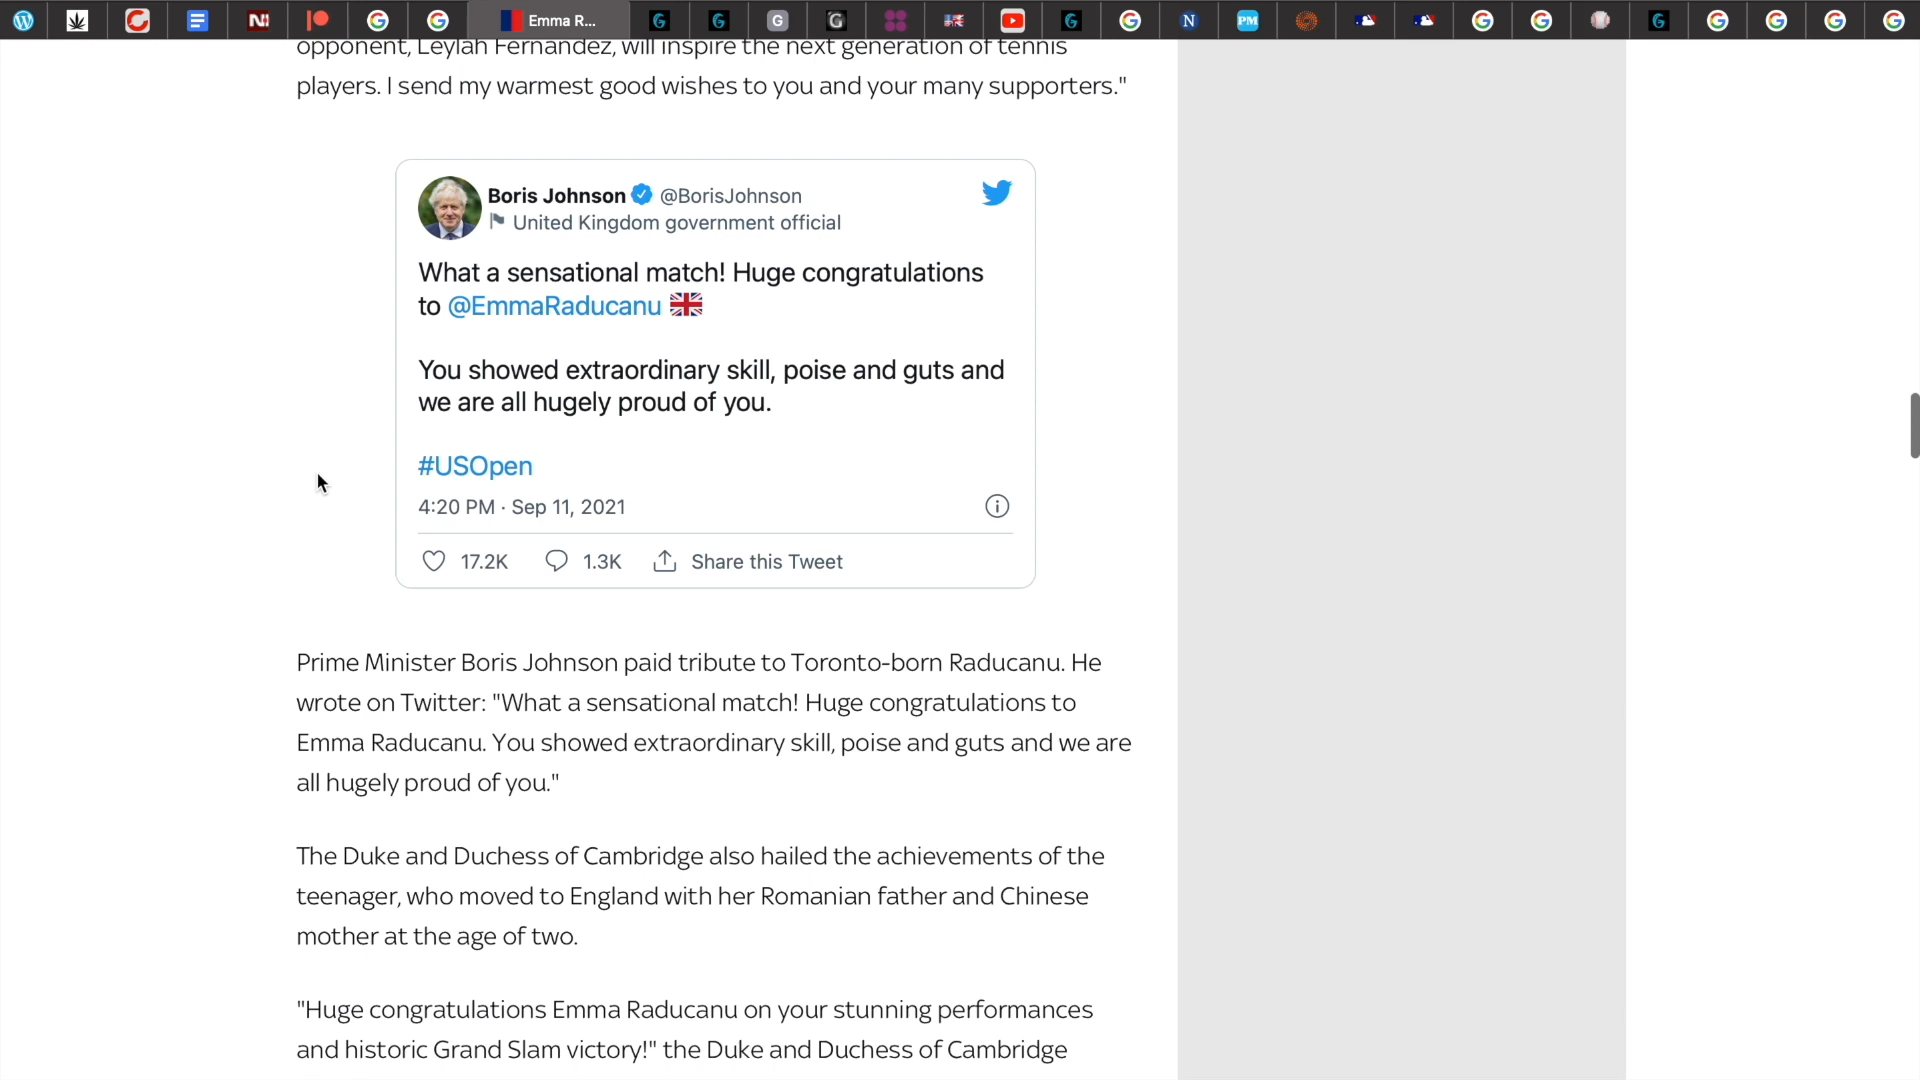 Emma R...
opponent, Leylah Fernandez, will inspire the next generation of tennis
players. I send my warmest good wishes to you and your many supporters."
Boris Johnson @BorisJohnson
United Kingdom government official
What a sensational match! Huge congratulations
to @EmmaRaducanu 🇬🇧
You showed extraordinary skill, poise and guts and
we are all hugely proud of you.
#USOpen
4:20 PM · Sep 11, 2021
17.2K 1.3K Share this Tweet
Prime Minister Boris Johnson paid tribute to Toronto-born Raducanu. He
wrote on Twitter: "What a sensational match! Huge congratulations to
Emma Raducanu. You showed extraordinary skill, poise and guts and we are
all hugely proud of you."
The Duke and Duchess of Cambridge also hailed the achievements of the
teenager, who moved to England with her Romanian father and Chinese
mother at the age of two.
"Huge congratulations Emma Raducanu on your stunning performances
and historic Grand Slam victory!" the Duke and Duchess of Cambridge